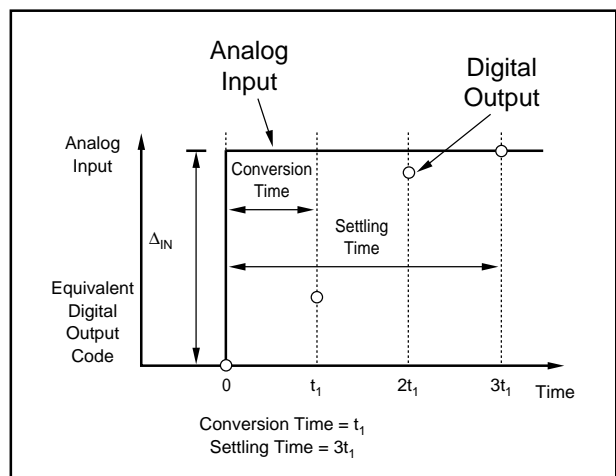 Analog
Input
Digital
Output
Analog
Input
Conversion
Time
Settling
Time
ΔIN
Equivalent
Digital
Output
Code
0
t1
2t1
3t1
Time
Conversion Time = t1
Settling Time = 3t1